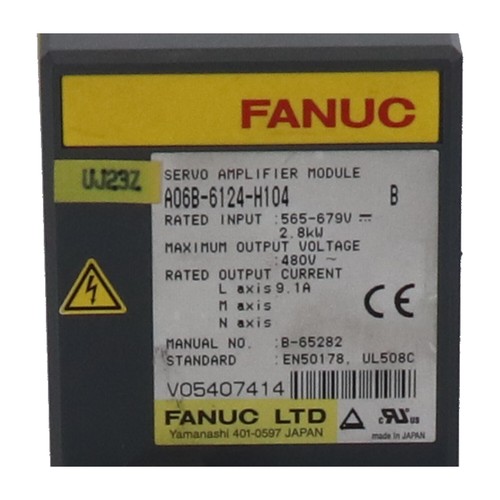 FANUC
UJ23Z
SERVO AMPLIFIER MODULE
A06B-6124-H104 B
RATED INPUT :565-679V ⎓
2.8kW
MAXIMUM OUTPUT VOLTAGE
:480V ~
RATED OUTPUT CURRENT
L axis 9.1A
M axis
N axis
MANUAL NO. :B-65282
STANDARD :EN50178, UL508C
V05407414
FANUC LTD
Yamanashi 401-0597 JAPAN
CE
c RU us
made in JAPAN